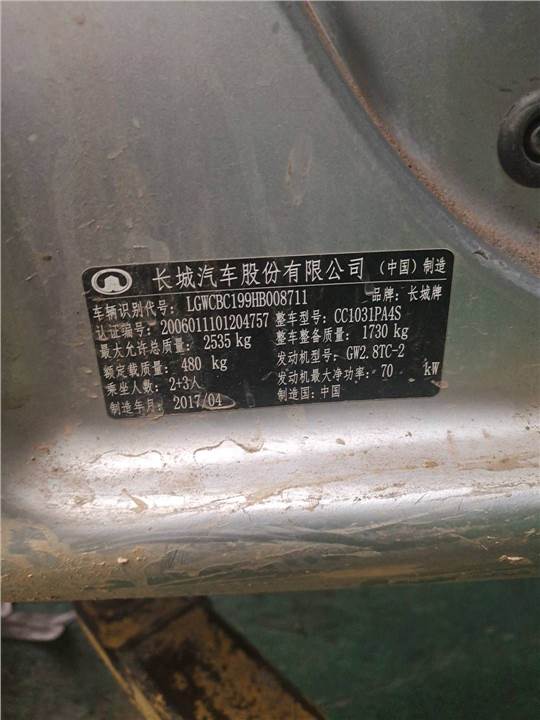 长城汽车股份有限公司 (中国) 制造
车辆识别代号: LGWCBC199HB008711 品牌: 长城牌
认证编号: 2006011101204757 整车型号: CC1031PA4S
最大允许总质量: 2535 kg 整车整备质量: 1730 kg
额定载质量: 480 kg 发动机型号: GW2.8TC-2
乘坐人数: 2+3人 发动机最大净功率: 70 kW
制造年月: 2017/04 制造国: 中国